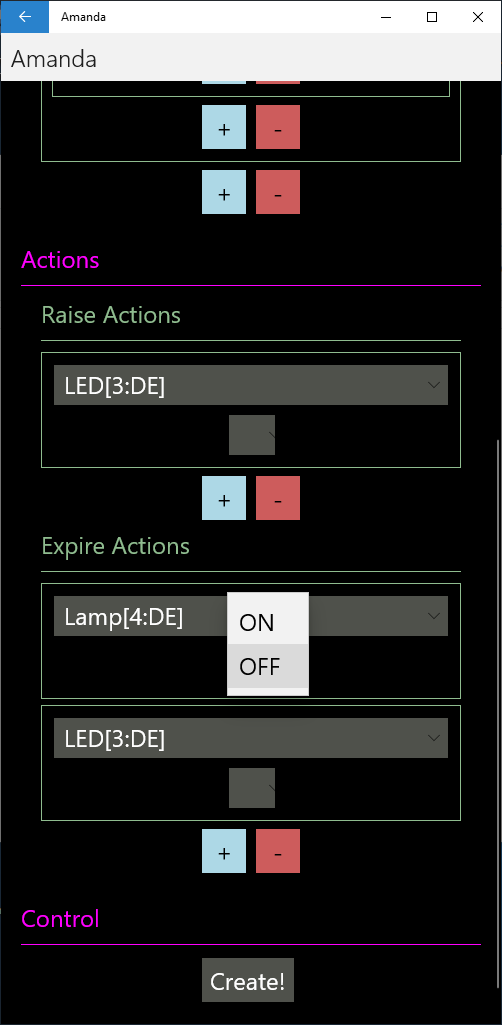 Amanda
Amanda
+ -
+ -
Actions
Raise Actions
LED[3:DE]
+ -
Expire Actions
Lamp[4:DE]
ON
OFF
LED[3:DE]
+ -
Control
Create!